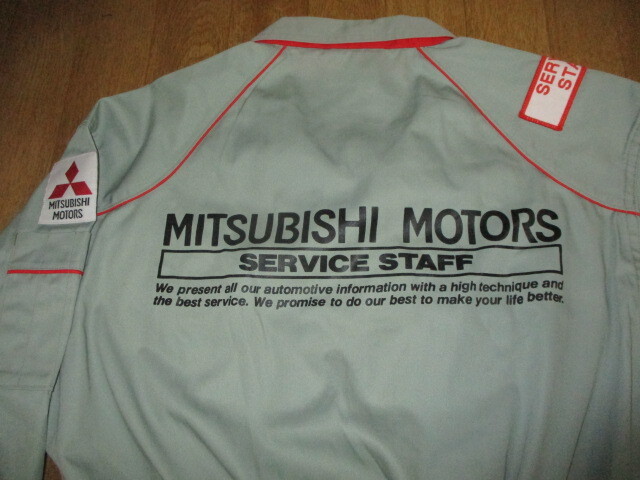 MITSUBISHI
MOTORS
MITSUBISHI MOTORS
SERVICE STAFF
We present all our automotive information with a high technique and
the best service. We promise to do our best to make your life better.